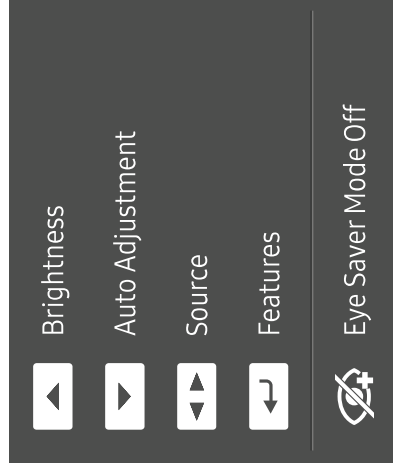 Brightness
Auto Adjustment
Source
Features
Eye Saver Mode Off